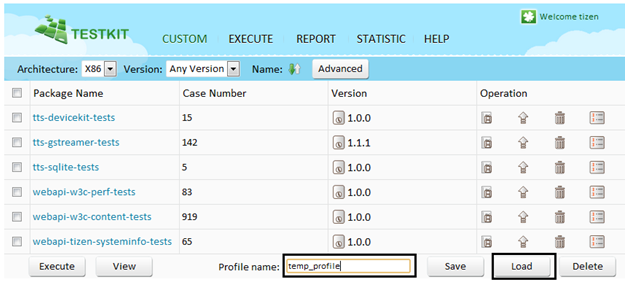 Welcome tizen
TESTKIT
CUSTOM EXECUTE REPORT STATISTIC HELP
Architecture: X86 Version: Any Version Name: Advanced
Package Name Case Number Version Operation
tts-devicekit-tests 15 1.0.0
tts-gstreamer-tests 142 1.1.1
tts-sqlite-tests 5 1.0.0
webapi-w3c-perf-tests 83 1.0.0
webapi-w3c-content-tests 919 1.0.0
webapi-tizen-systeminfo-tests 65 1.0.0
Execute View Profile name: temp_profile Save Load Delete